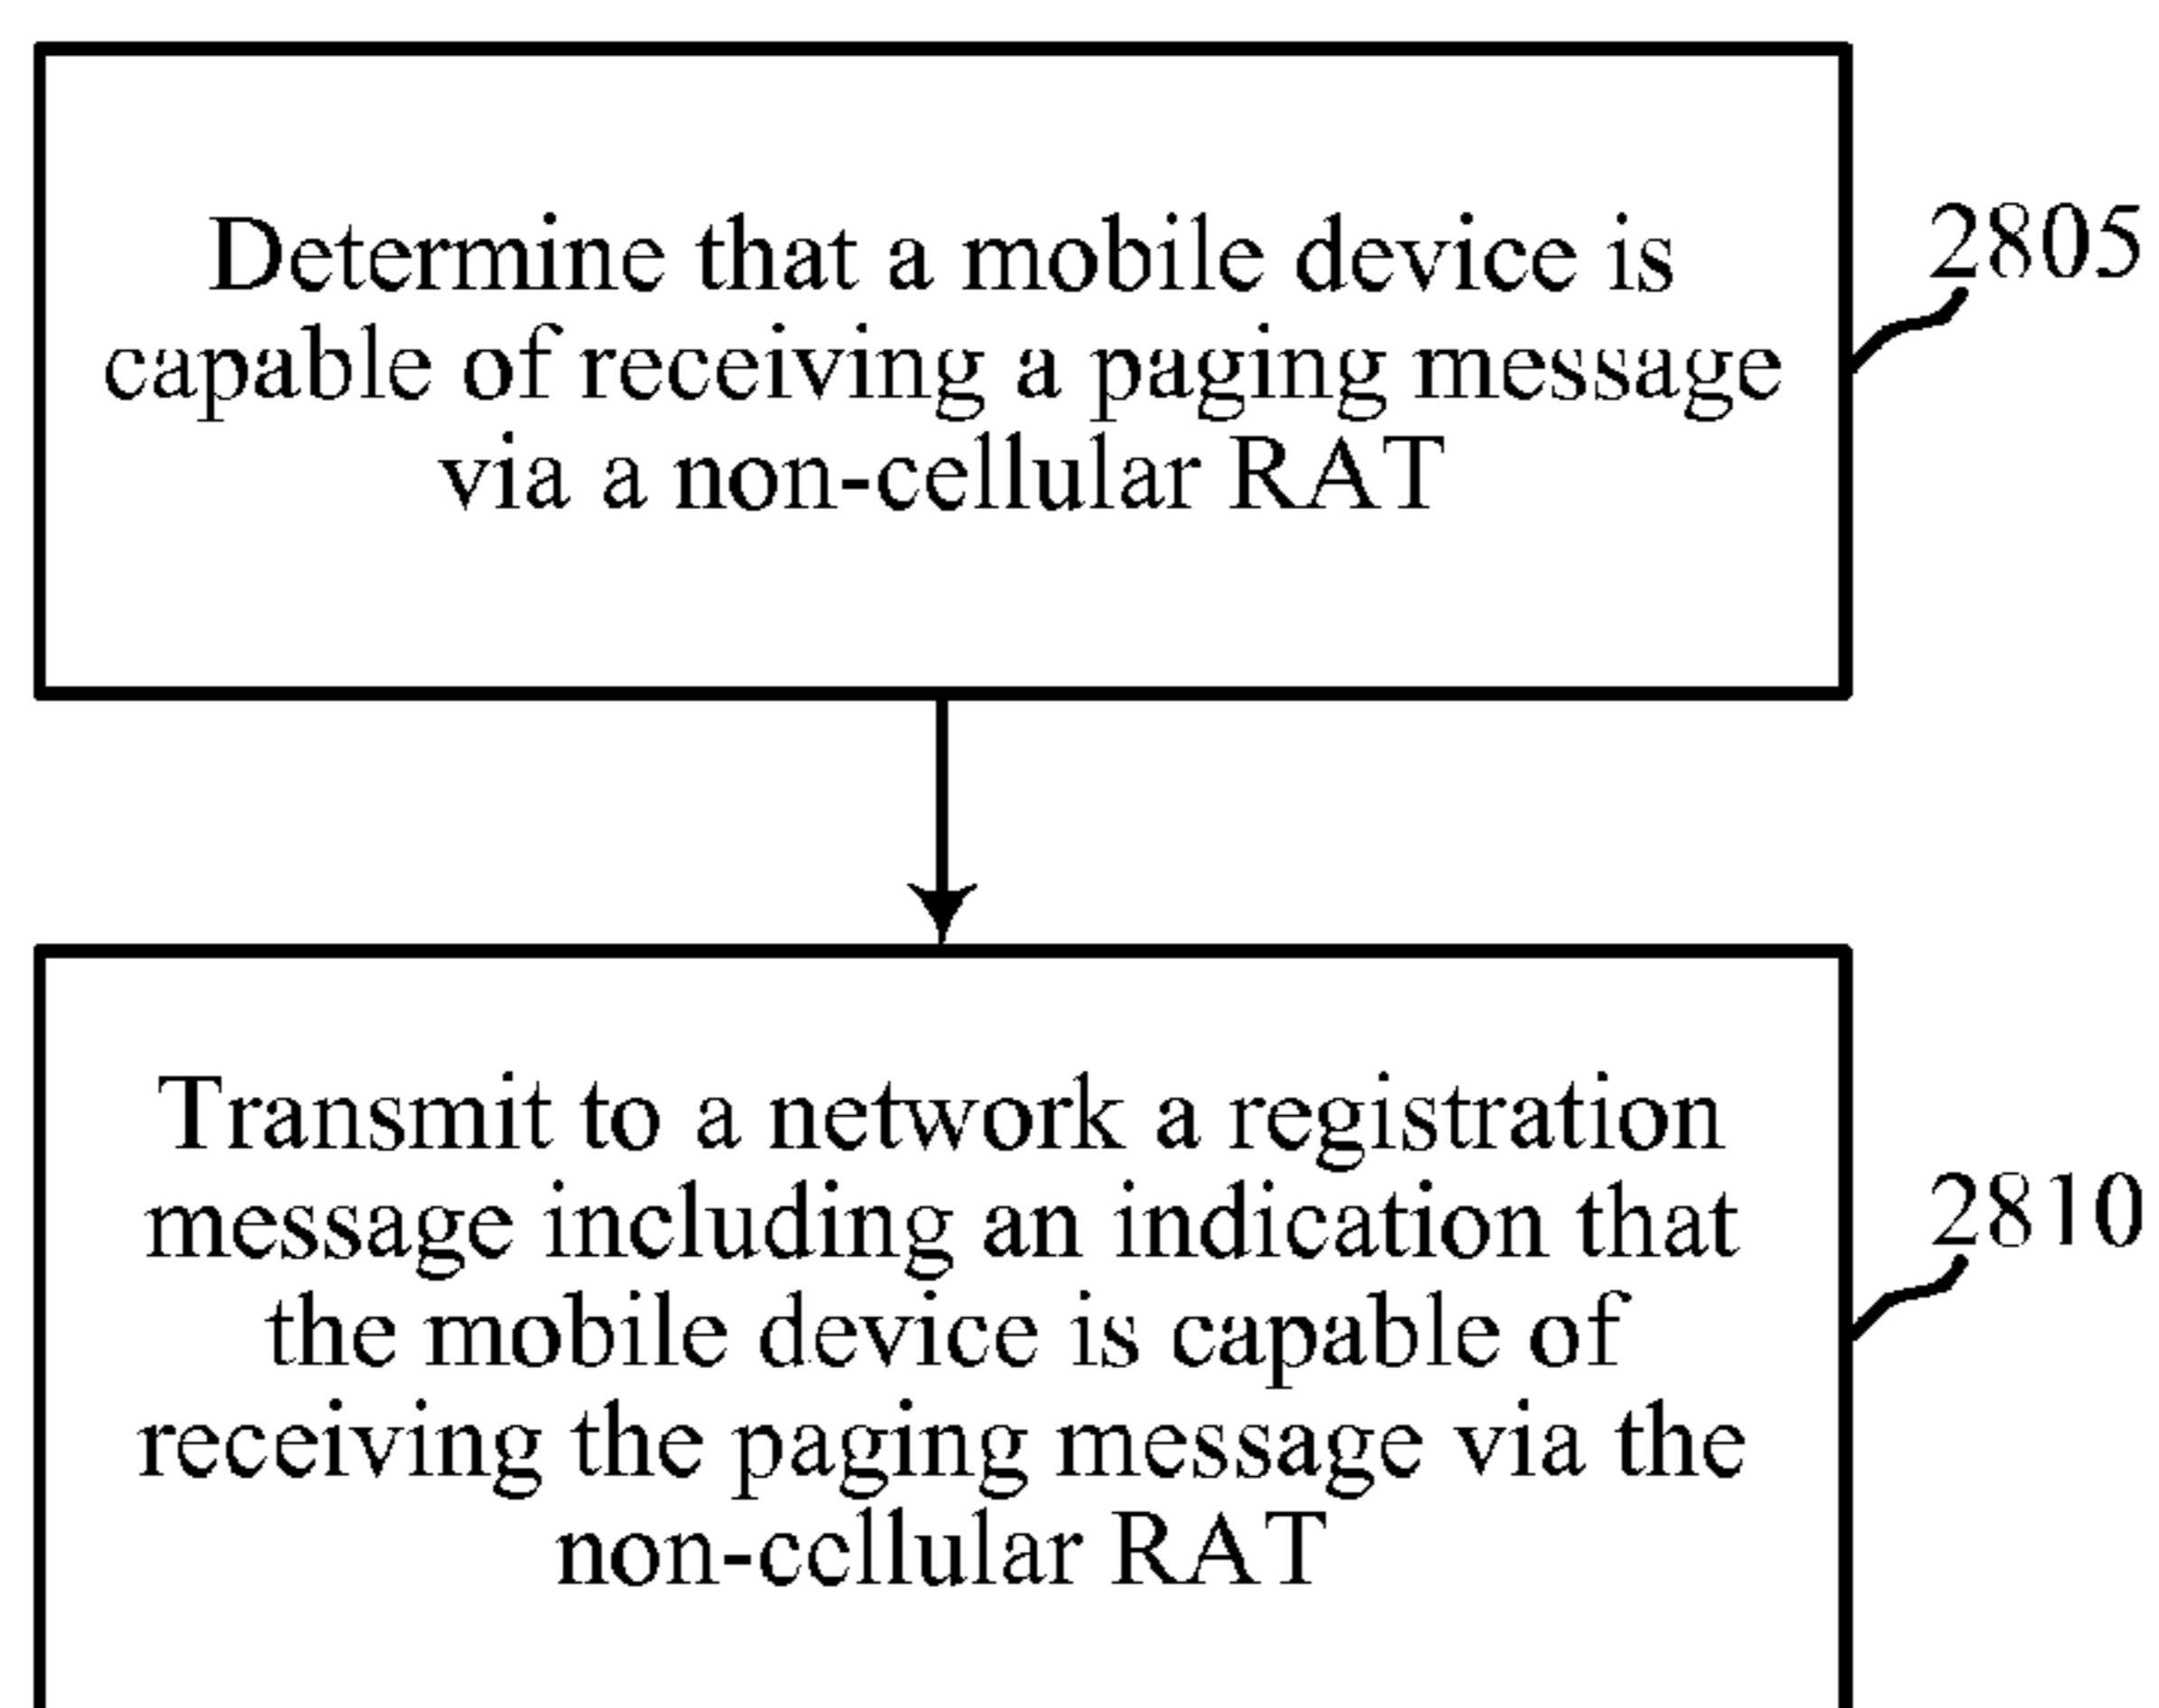 Determine that a mobile device is
capable of receiving a paging message
via a non-cellular RAT
2805
Transmit to a network a registration
message including an indication that
the mobile device is capable of
receiving the paging message via the
non-cellular RAT
2810